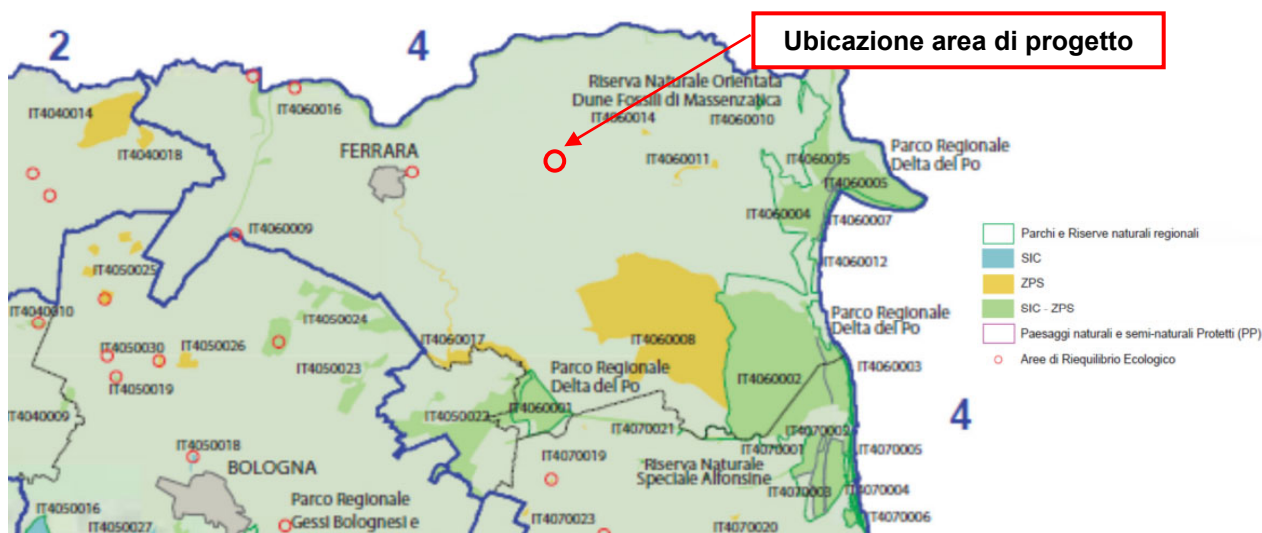 2
4
Ubicazione area di progetto
Riserva Naturale Orientata
Dune Fossili di Massenzatica
IT4060016
IT4060014
IT4060010
IT4040014
IT4040018
FERRARA
IT4060011
IT4060015
Parco Regionale
Delta del Po
IT4060005
IT4060004
IT4060007
IT4060009
IT4060012
Parchi e Riserve naturali regionali
SIC
ZPS
SIC - ZPS
Paesaggi naturali e semi-naturali Protetti (PP)
Aree di Riequilibrio Ecologico
IT4050025
IT4040010
IT4050024
Parco Regionale
Delta del Po
IT4060017
IT4060008
IT4050030
IT4050026
IT4050023
IT4050019
Parco Regionale
Delta del Po
IT4060003
IT4060002
IT4040009
IT4050022
IT4060001
IT4070021
4
IT4050018
IT4070001
IT4070005
BOLOGNA
IT4070019
Riserva Naturale
Speciale Alfonsine
IT4070003
IT4070004
IT4050016
IT4050027
Parco Regionale
Gessi Bolognesi e
IT4070023
IT4070020
IT4070006